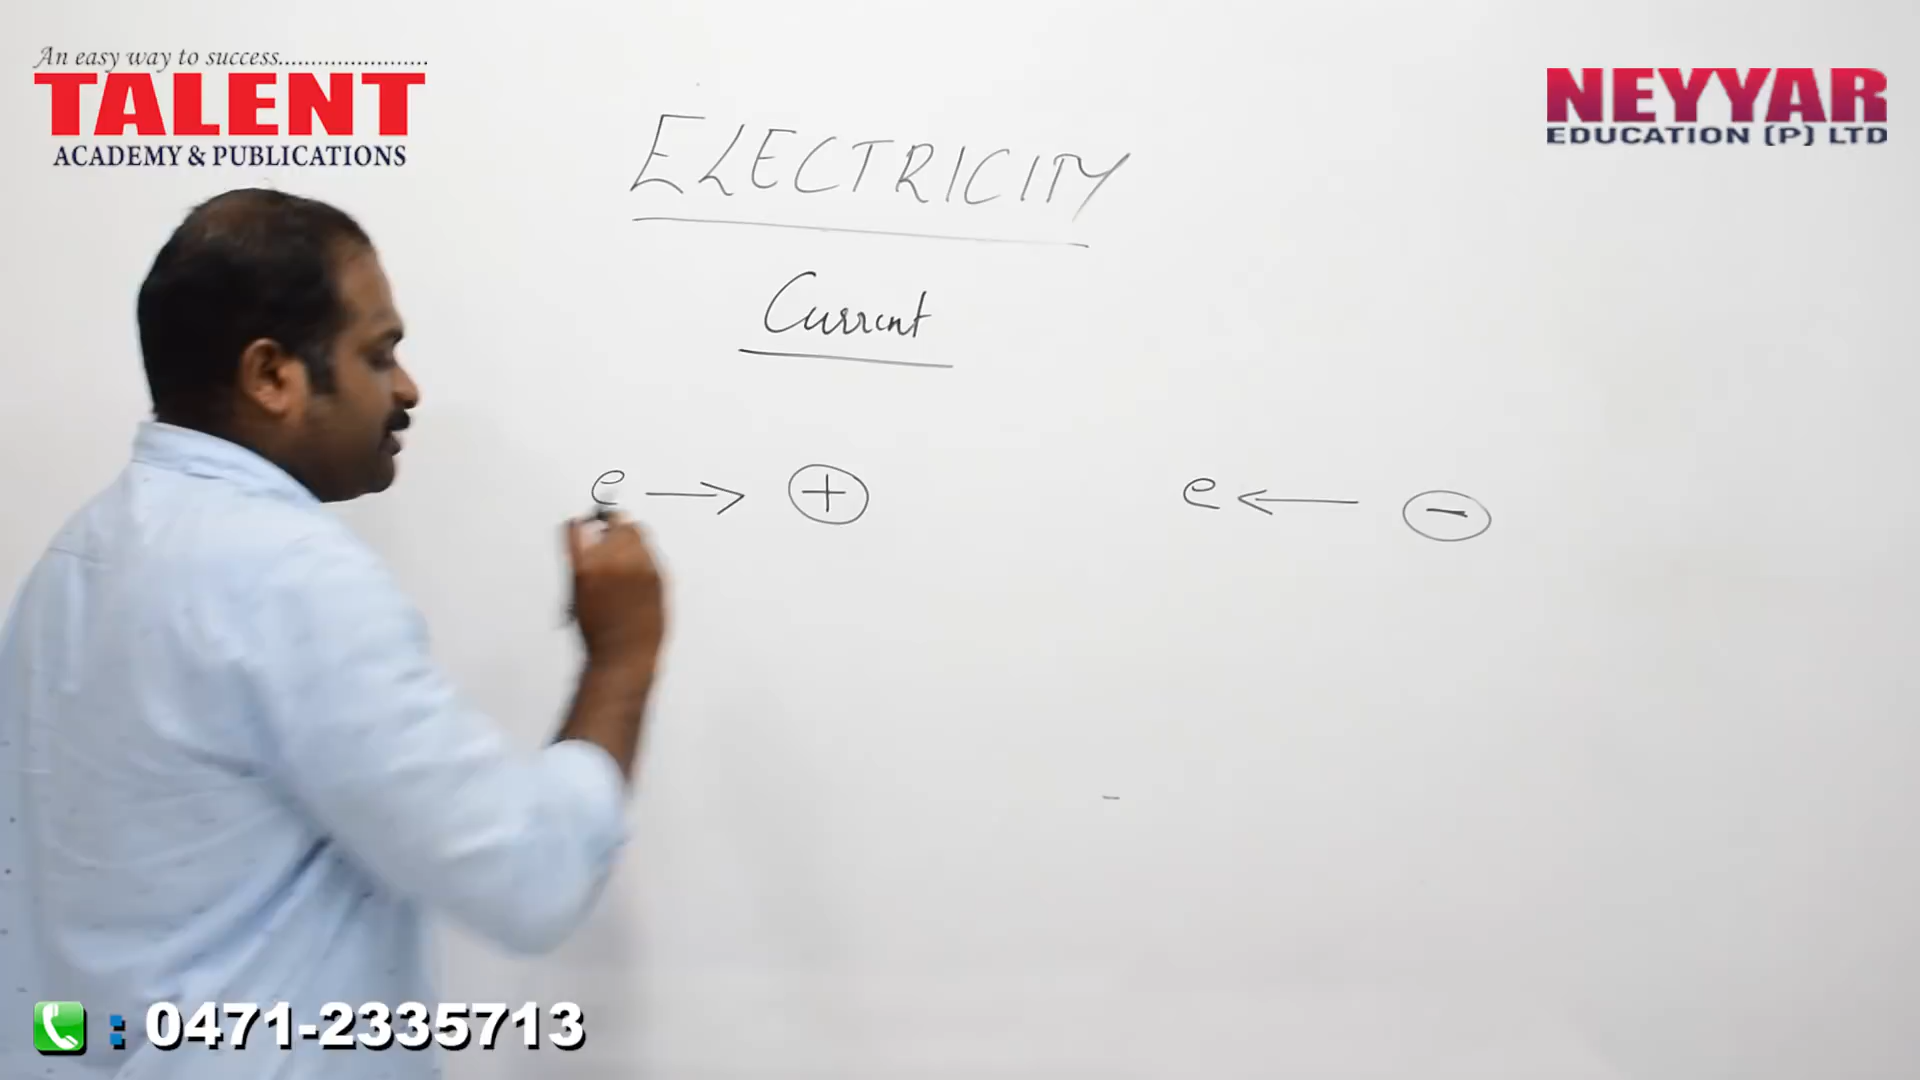 An easy way to success.......................
TALENT
ACADEMY & PUBLICATIONS
NEYYAR
EDUCATION (P) LTD
ELECTRICITY
Current
e → ⊕
e ← ⊖
: 0471-2335713